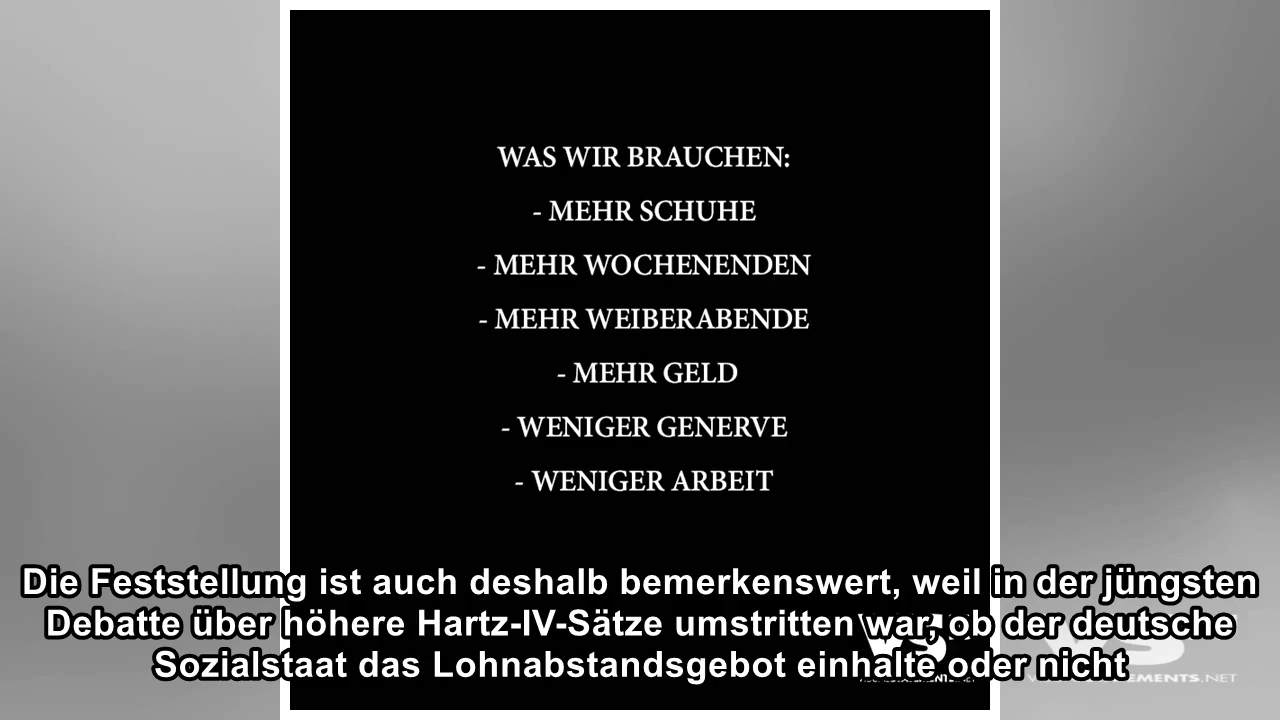 WAS WIR BRAUCHEN:
- MEHR SCHUHE
- MEHR WOCHENENDEN
- MEHR WEIBERABENDE
- MEHR GELD
- WENIGER GENERVE
- WENIGER ARBEIT
Die Feststellung ist auch deshalb bemerkenswert, weil in der jüngsten
Debatte über höhere Hartz-IV-Sätze umstritten war, ob der deutsche
Sozialstaat das Lohnabstandsgebot einhalte oder nicht